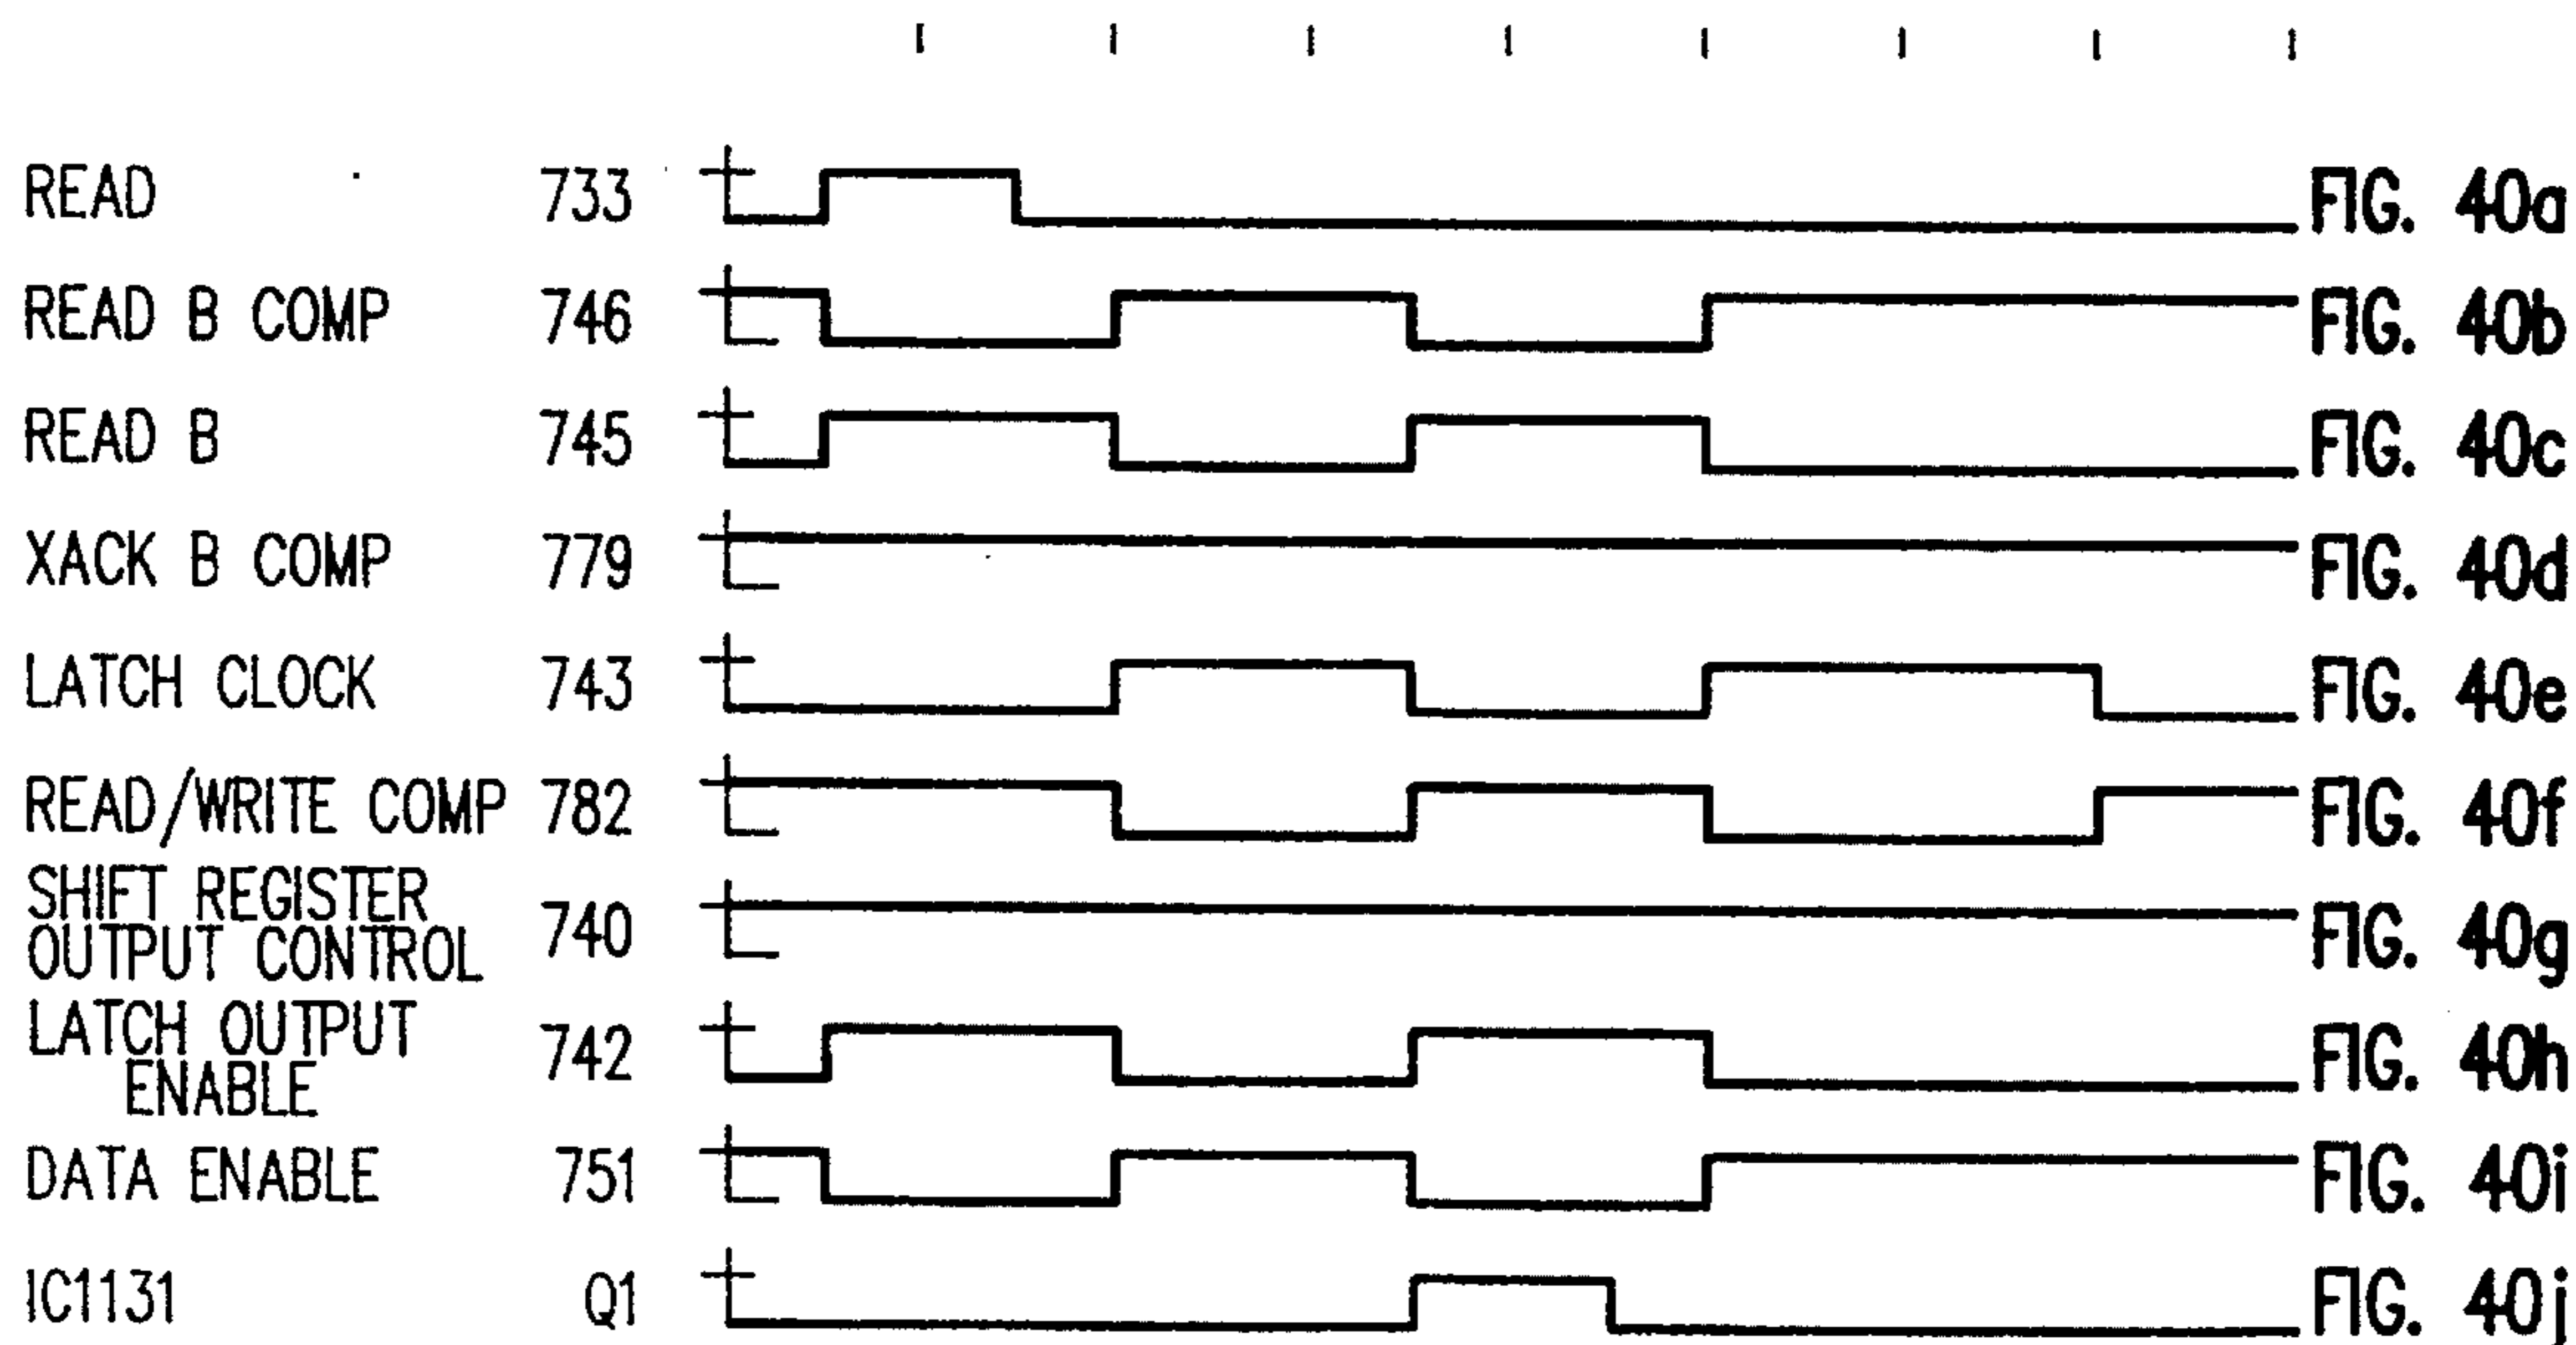 READ 733 FIG. 40a
READ B COMP 746 FIG. 40b
READ B 745 FIG. 40c
XACK B COMP 779 FIG. 40d
LATCH CLOCK 743 FIG. 40e
READ/WRITE COMP 782 FIG. 40f
SHIFT REGISTER
OUTPUT CONTROL 740 FIG. 40g
LATCH OUTPUT
ENABLE 742 FIG. 40h
DATA ENABLE 751 FIG. 40i
IC1131 Q1 FIG. 40j